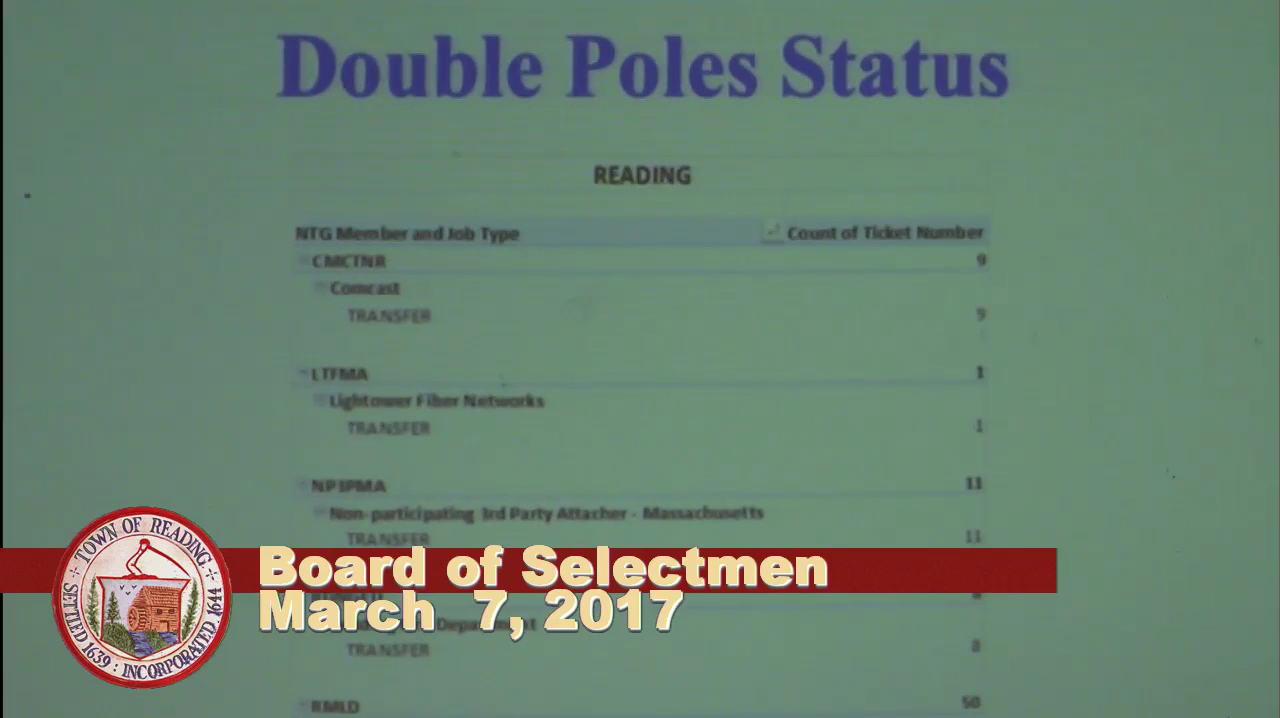 Double Poles Status
READING
NTG Member and Job Type Count of Ticket Number
CMCTNR 9
Comcast
TRANSFER 9
LTFMA 1
Lightower Fiber Networks
TRANSFER 1
NP3PMA 11
Non-participating 3rd Party Attacher - Massachusetts
TRANSFER 11
TRANSFER 8
RMLD 50
TOWN OF READING
SETTLED 1639 : INCORPORATED 1644
Board of Selectmen
March 7, 2017